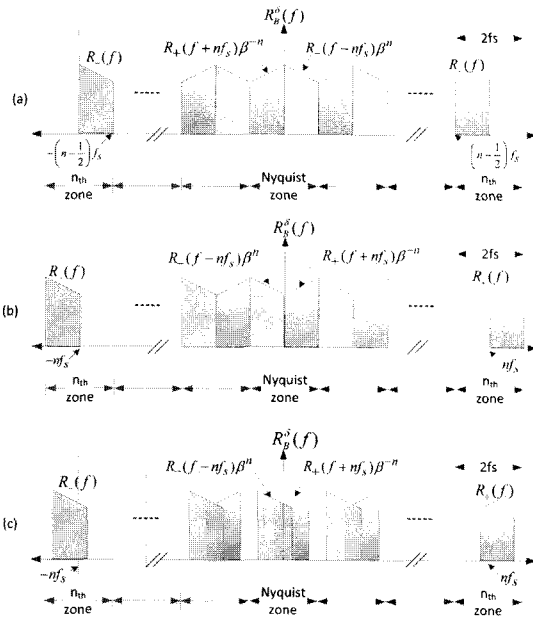 R_B^δ(f)
R_+(f + nf_s)β^{-n} R_-(f − nf_s)β^n 2fs
R_-(f) R_+(f)
(a)
-(n − 1/2) f_s (n − 1/2) f_s
n_th zone Nyquist zone n_th zone
R_B^δ(f)
R_-(f) R_-(f − nf_s)β^n R_+(f + nf_s)β^{-n} 2fs
R_+(f)
(b)
−nf_s nf_s
n_th zone Nyquist zone n_th zone
R_B^δ(f)
R_-(f) R_-(f − nf_s)β^n R_+(f + nf_s)β^{-n} 2fs
R_+(f)
(c)
−nf_s nf_s
n_th zone Nyquist zone n_th zone